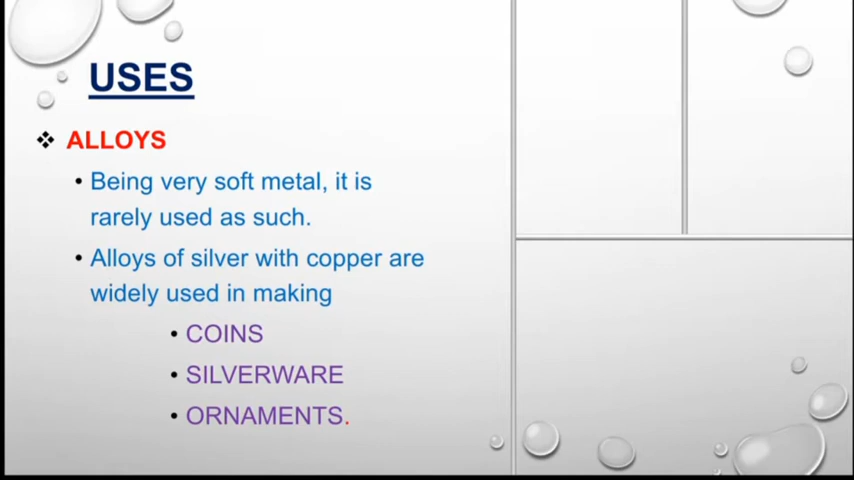 USES
❖ ALLOYS
• Being very soft metal, it is
rarely used as such.
• Alloys of silver with copper are
widely used in making
• COINS
• SILVERWARE
• ORNAMENTS.